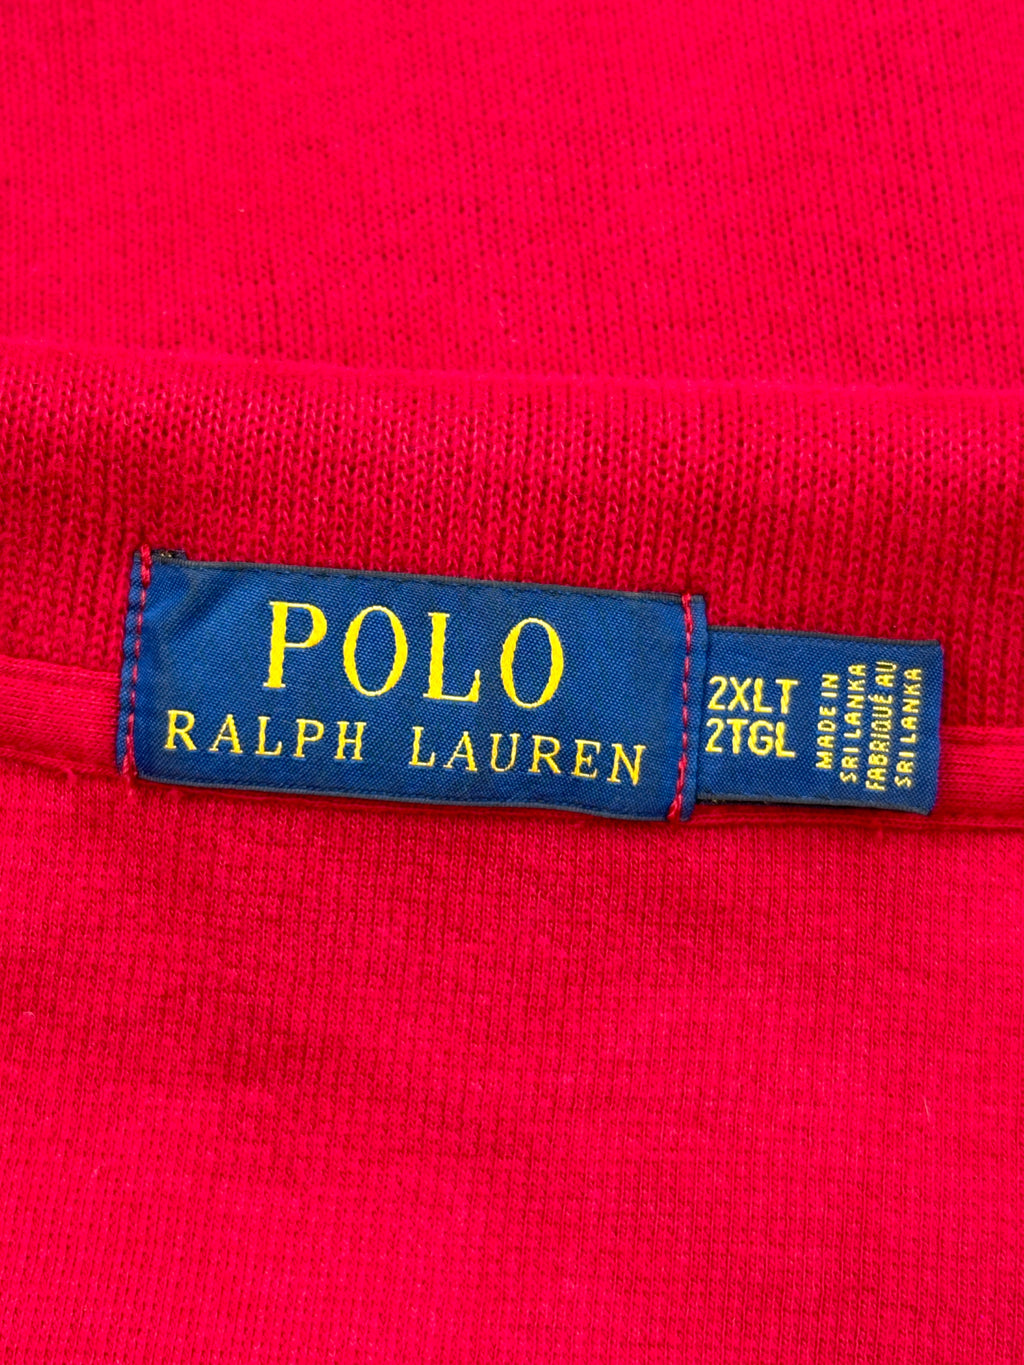 POLO
RALPH LAUREN
2XLT
2TGL
MADE IN
SRI LANKA
FABRIQUÉ AU
SRI LANKA